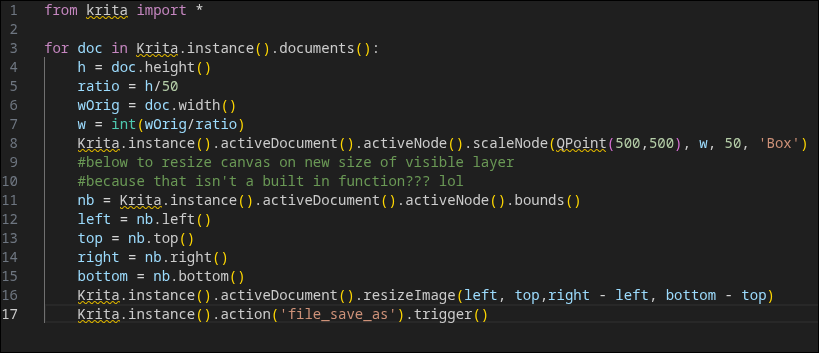 1 from krita import *
2
3 for doc in Krita.instance().documents():
4     h = doc.height()
5     ratio = h/50
6     wOrig = doc.width()
7     w = int(wOrig/ratio)
8     Krita.instance().activeDocument().activeNode().scaleNode(QPoint(500,500), w, 50, 'Box')
9     #below to resize canvas on new size of visible layer
10     #because that isn't a built in function??? lol
11     nb = Krita.instance().activeDocument().activeNode().bounds()
12     left = nb.left()
13     top = nb.top()
14     right = nb.right()
15     bottom = nb.bottom()
16     Krita.instance().activeDocument().resizeImage(left, top,right - left, bottom - top)
17     Krita.instance().action('file_save_as').trigger()